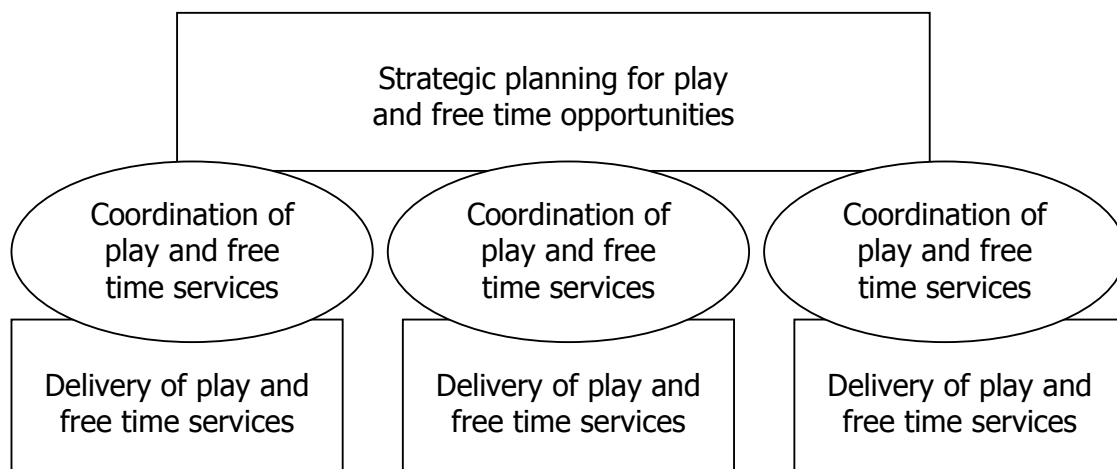 Strategic planning for play
and free time opportunities
Coordination of
play and free
time services
Coordination of
play and free
time services
Coordination of
play and free
time services
Delivery of play and
free time services
Delivery of play and
free time services
Delivery of play and
free time services